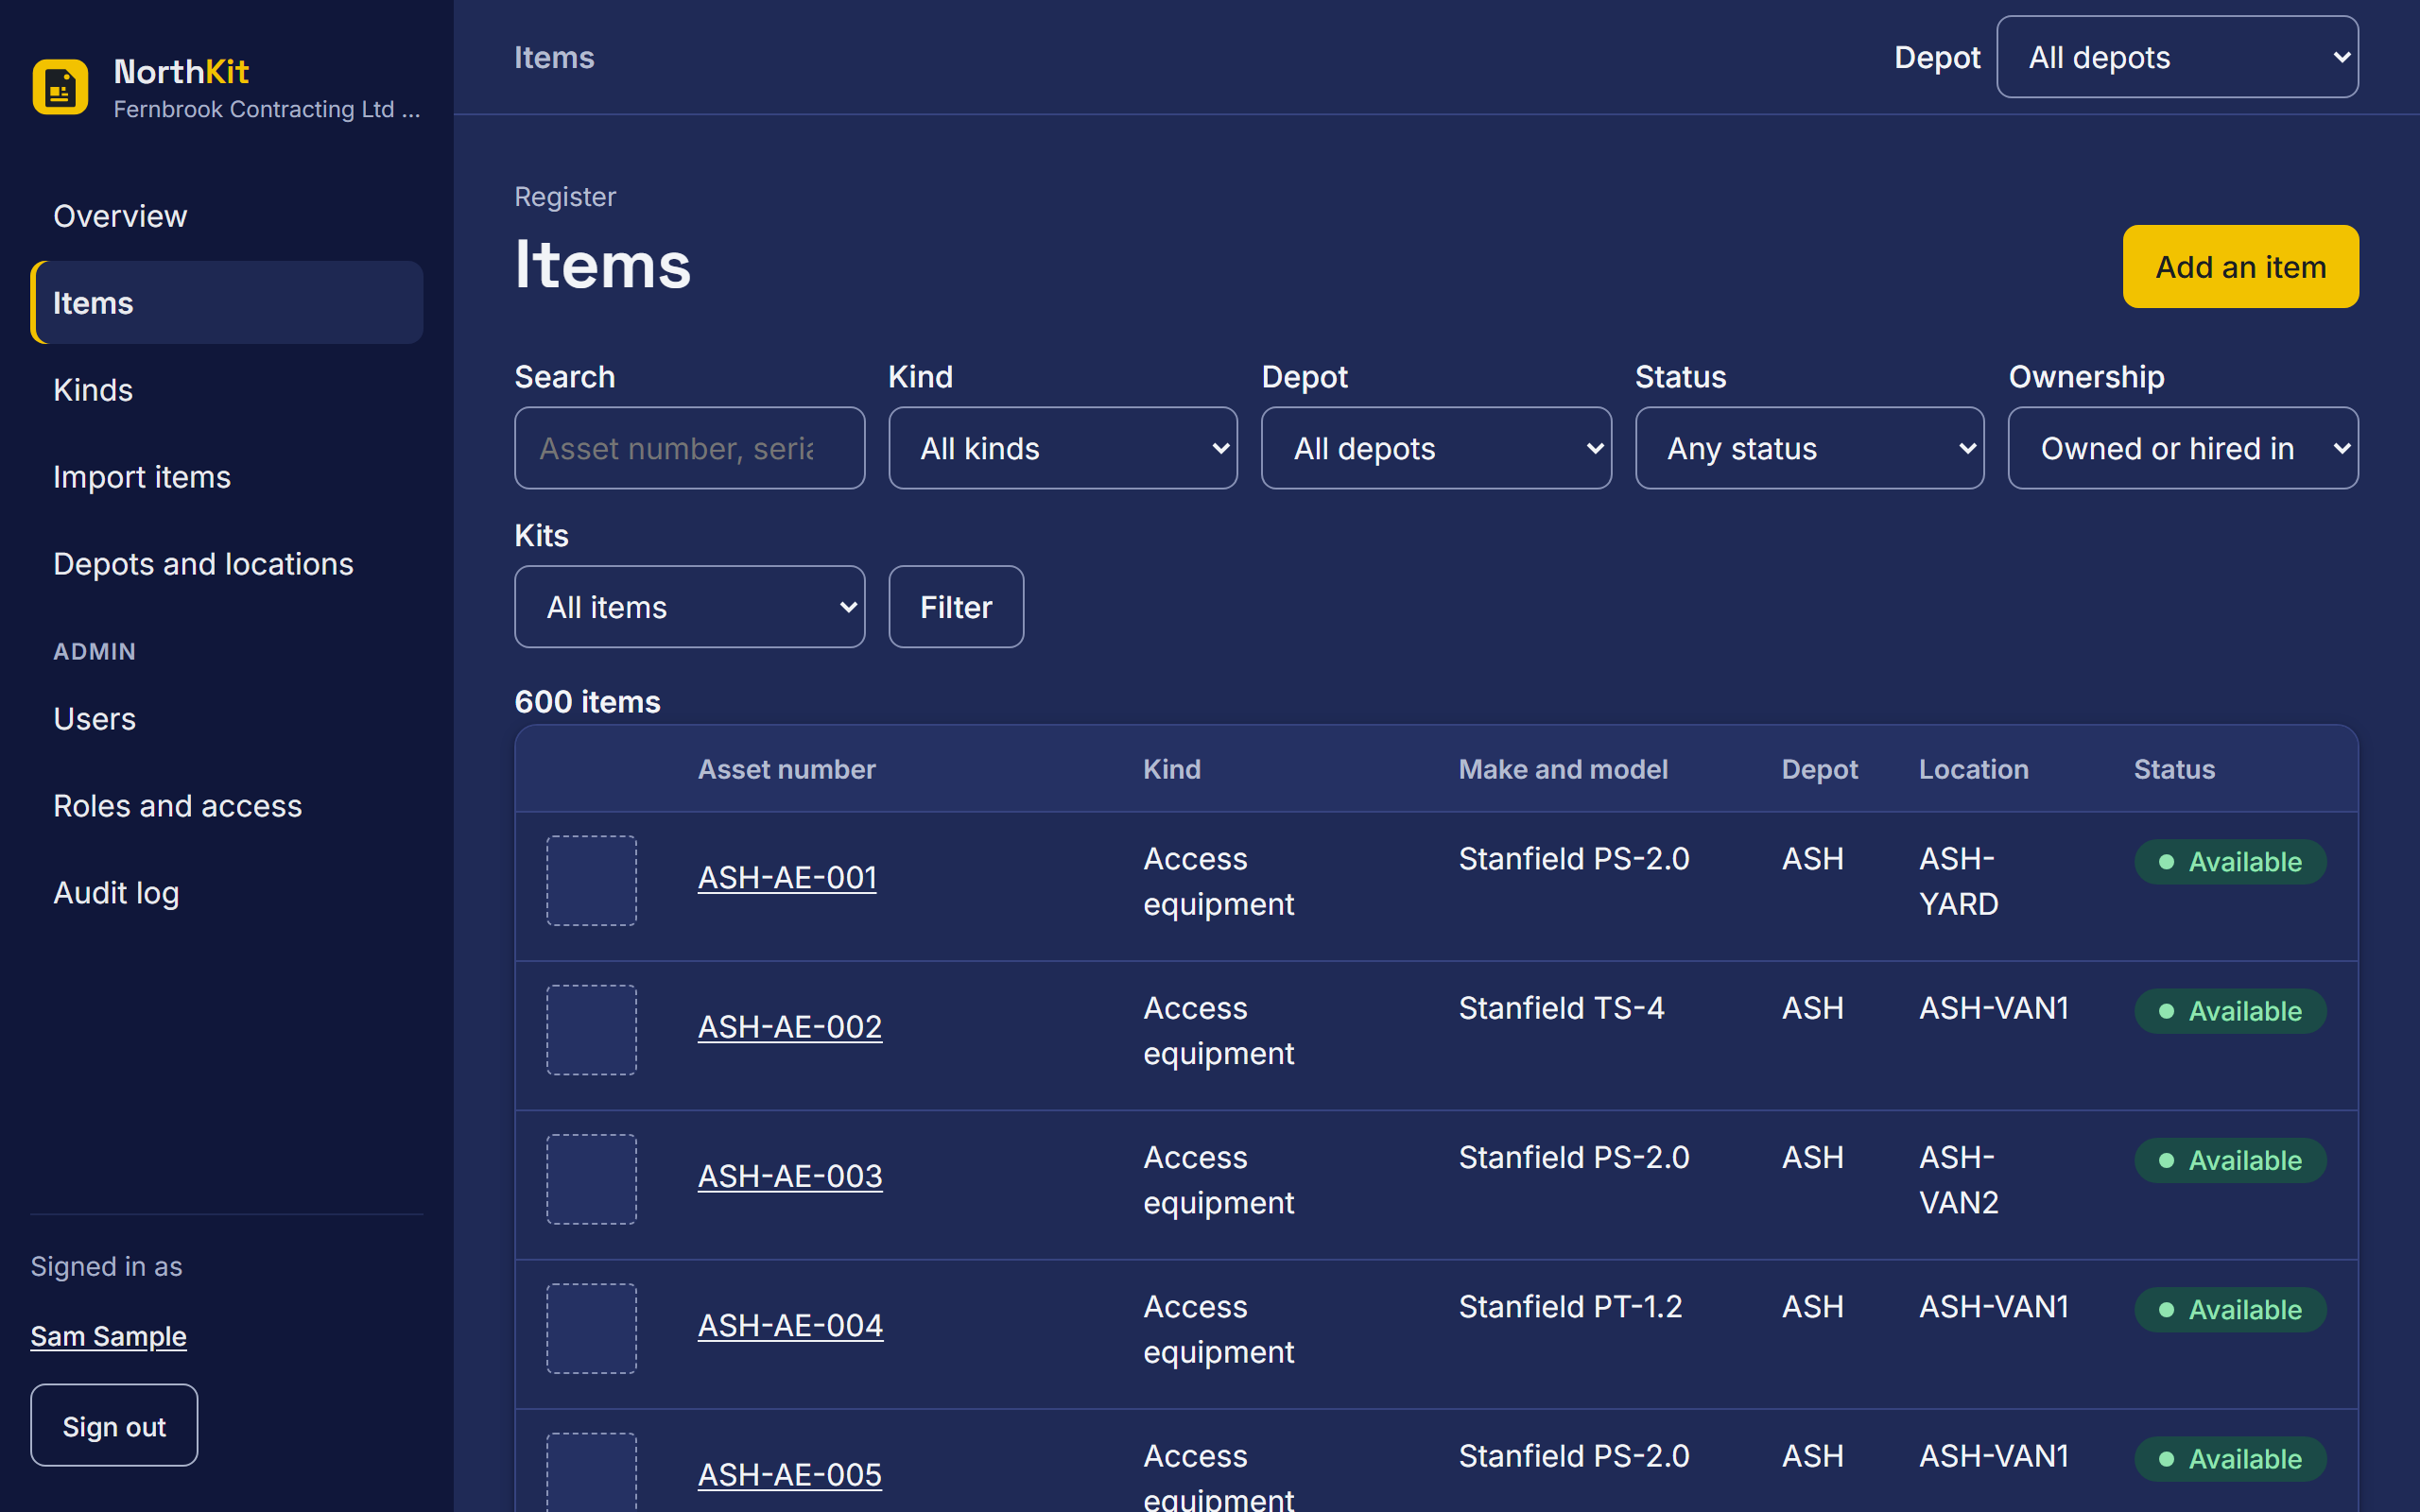 NorthKit
Fernbrook Contracting Ltd ...
Overview
Items
Kinds
Import items
Depots and locations
ADMIN
Users
Roles and access
Audit log
Signed in as
Sam Sample
Sign out
Items
Depot All depots
Register
Items
Add an item
Search Kind Depot Status Ownership
Asset number, seria All kinds All depots Any status Owned or hired in
Kits
All items Filter
600 items
Asset number Kind Make and model Depot Location Status
ASH-AE-001 Access equipment Stanfield PS-2.0 ASH ASH-YARD Available
ASH-AE-002 Access equipment Stanfield TS-4 ASH ASH-VAN1 Available
ASH-AE-003 Access equipment Stanfield PS-2.0 ASH ASH-VAN2 Available
ASH-AE-004 Access equipment Stanfield PT-1.2 ASH ASH-VAN1 Available
ASH-AE-005 Access equipment Stanfield PS-2.0 ASH ASH-VAN1 Available